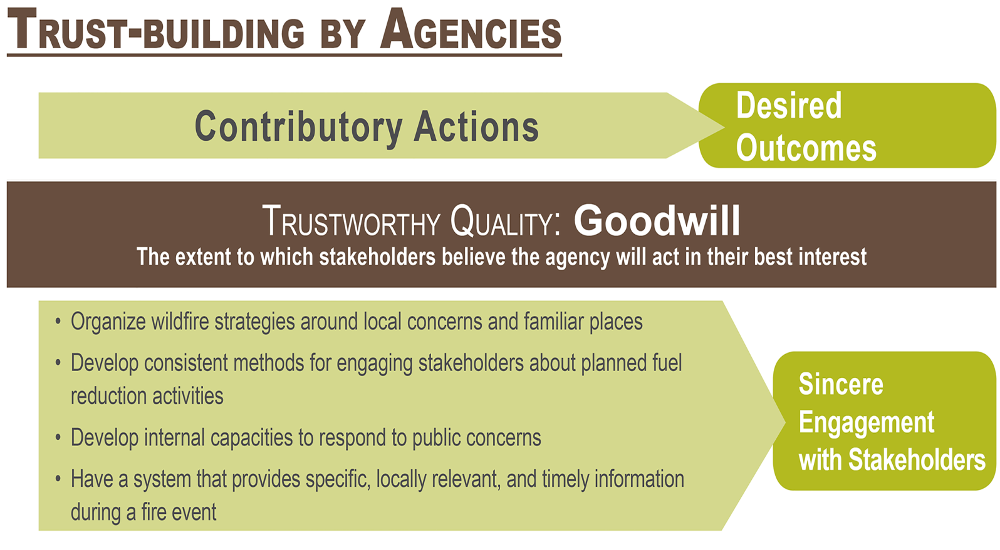 TRUST-BUILDING BY AGENCIES
Contributory Actions
Desired
Outcomes
TRUSTWORTHY QUALITY: Goodwill
The extent to which stakeholders believe the agency will act in their best interest
• Organize wildfire strategies around local concerns and familiar places
• Develop consistent methods for engaging stakeholders about planned fuel
reduction activities
• Develop internal capacities to respond to public concerns
• Have a system that provides specific, locally relevant, and timely information
during a fire event
Sincere
Engagement
with Stakeholders